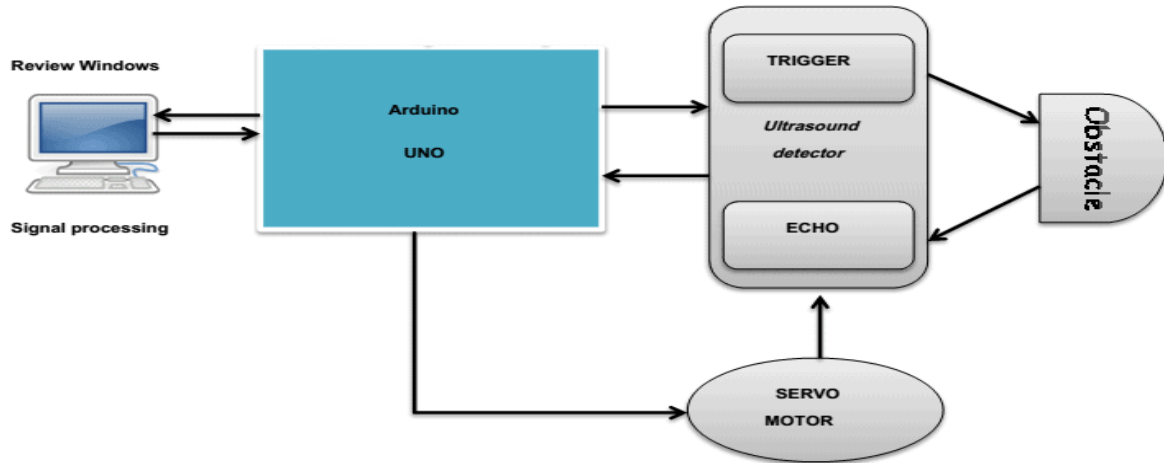 Review Windows
Signal processing
Arduino
UNO
TRIGGER
Ultrasound
detector
ECHO
Obstacle
SERVO
MOTOR